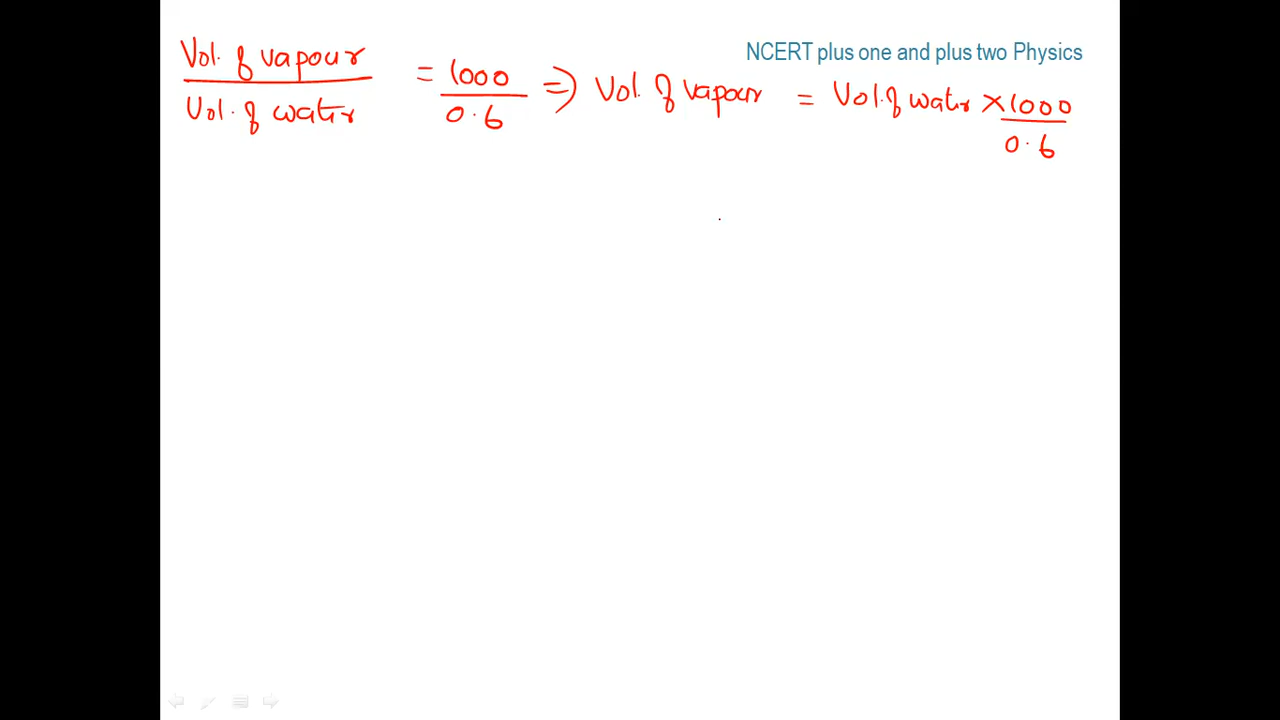 NCERT plus one and plus two Physics
Vol. of vapour / Vol. of water = 1000 / 0.6 ⇒ Vol. of vapour = Vol. of water × 1000 / 0.6